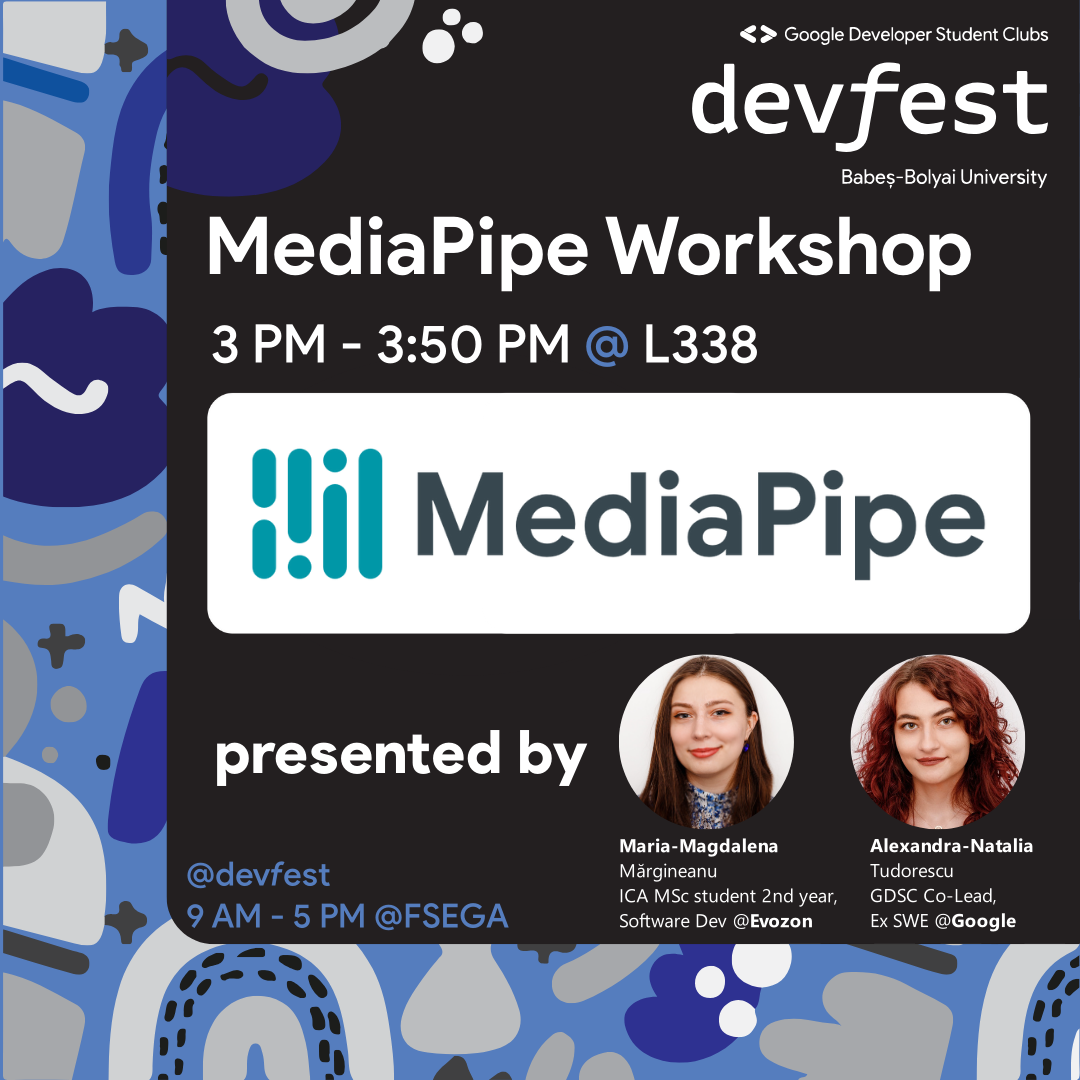 <> Google Developer Student Clubs
devfest
Babeș-Bolyai University
MediaPipe Workshop
3 PM - 3:50 PM @ L338
MediaPipe
presented by
Maria-Magdalena
Mărgineanu
ICA MSc student 2nd year,
Software Dev @Evozon
Alexandra-Natalia
Tudorescu
GDSC Co-Lead,
Ex SWE @Google
@devfest
9 AM - 5 PM @FSEGA